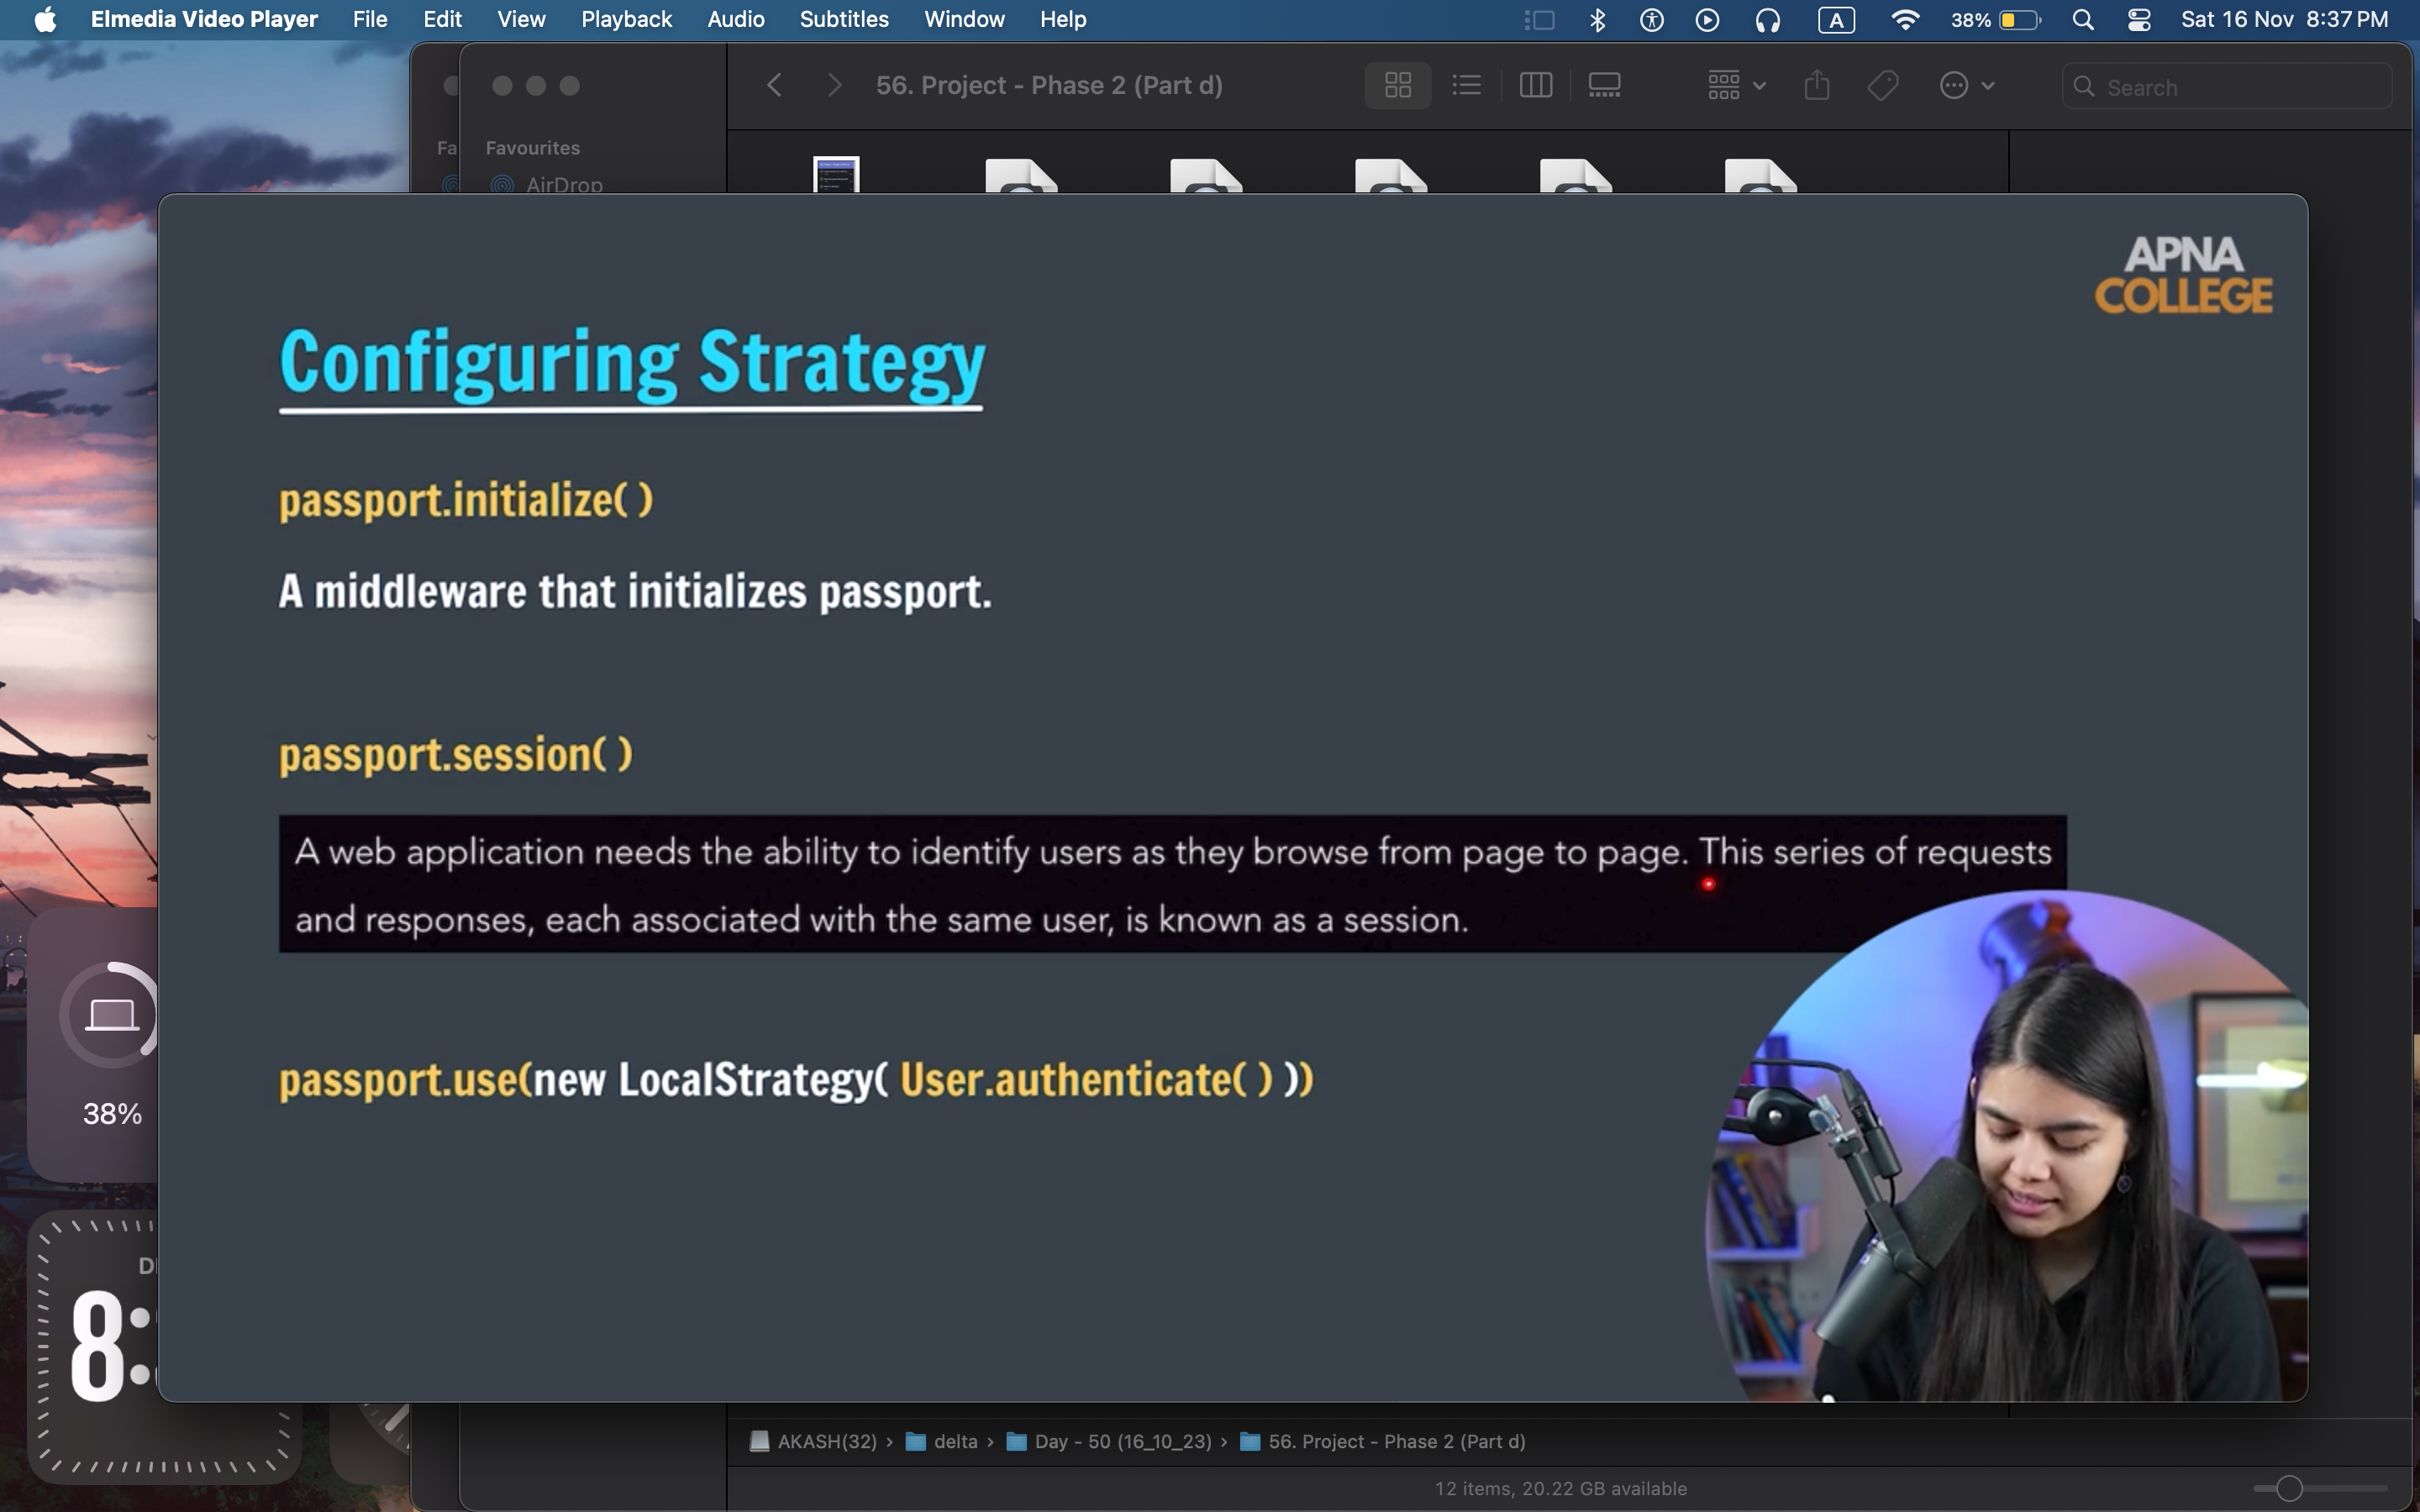 Elmedia Video Player File Edit View Playback Audio Subtitles Window Help A 38% Sat 16 Nov 8:37 PM
56. Project - Phase 2 (Part d) Search
Fa Favourites
AirDrop
APNA
COLLEGE
Configuring Strategy
passport.initialize( )
A middleware that initializes passport.
passport.session( )
A web application needs the ability to identify users as they browse from page to page. This series of requests
and responses, each associated with the same user, is known as a session.
passport.use(new LocalStrategy( User.authenticate( ) ))
38%
8:
AKASH(32) › delta › Day - 50 (16_10_23) › 56. Project - Phase 2 (Part d)
12 items, 20.22 GB available